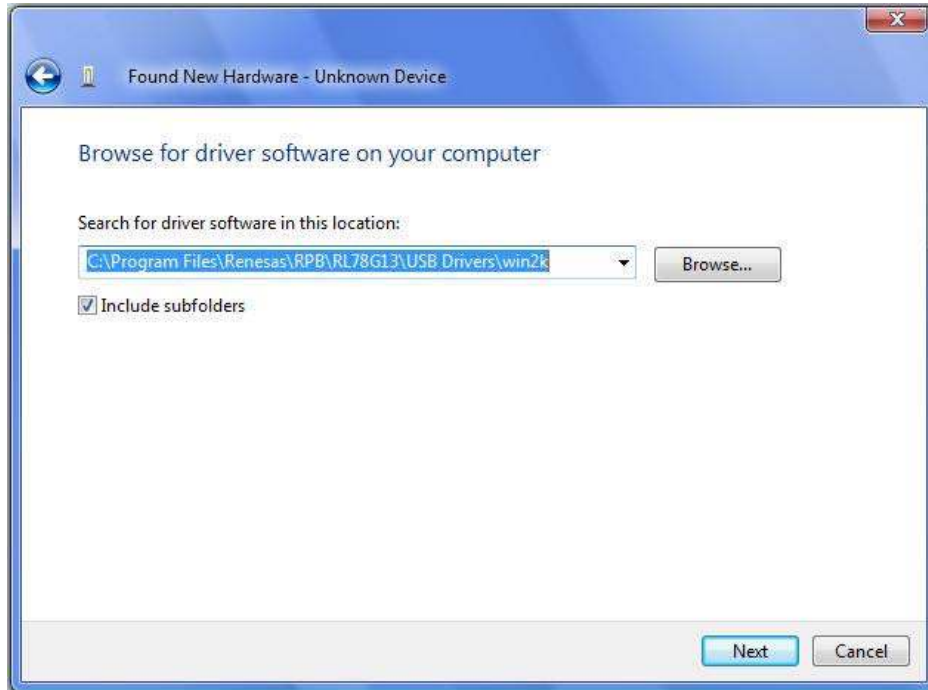 Found New Hardware - Unknown Device
Browse for driver software on your computer
Search for driver software in this location:
C:\Program Files\Renesas\RPB\RL78G13\USB Drivers\win2k
Browse...
Include subfolders
Next
Cancel